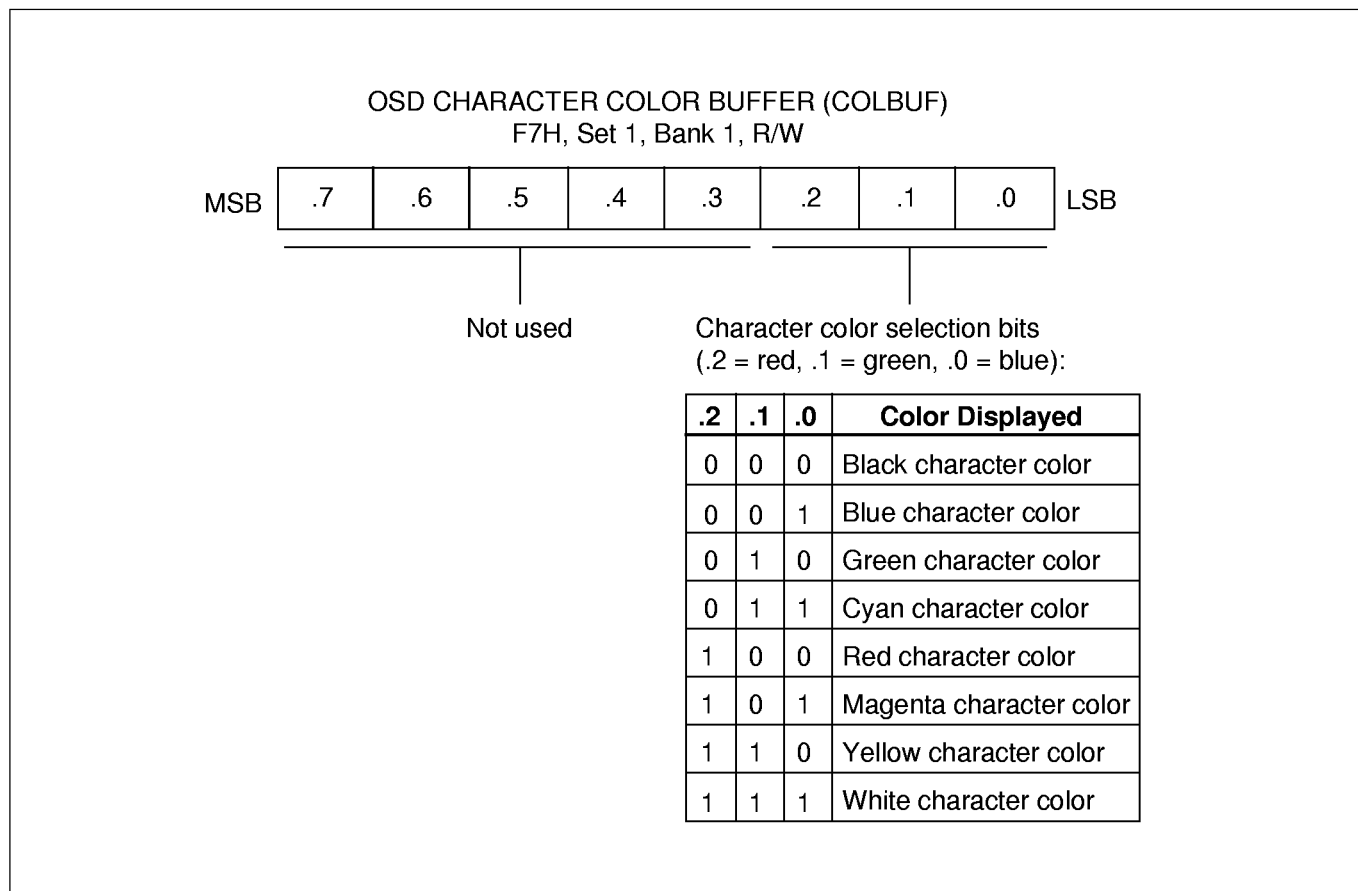 OSD CHARACTER COLOR BUFFER (COLBUF)
F7H, Set 1, Bank 1, R/W
MSB .7 .6 .5 .4 .3 .2 .1 .0 LSB
Not used
Character color selection bits
(.2 = red, .1 = green, .0 = blue):
.2 .1 .0 Color Displayed
0 0 0 Black character color
0 0 1 Blue character color
0 1 0 Green character color
0 1 1 Cyan character color
1 0 0 Red character color
1 0 1 Magenta character color
1 1 0 Yellow character color
1 1 1 White character color